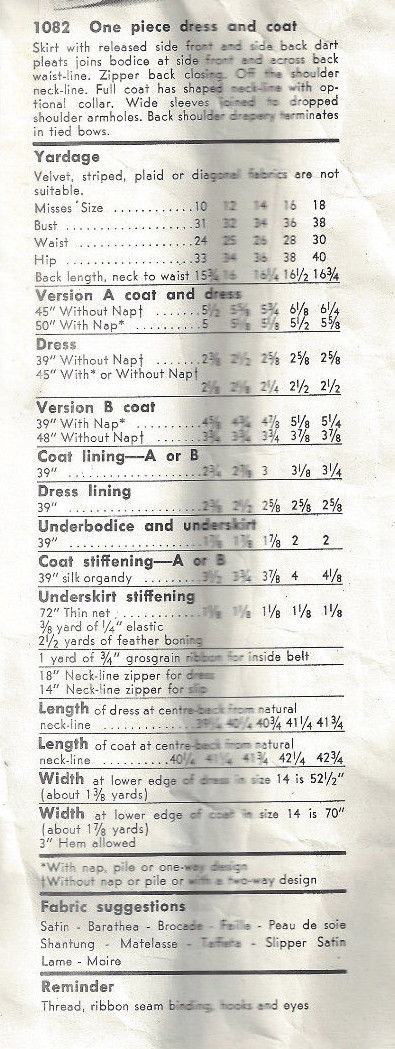 1082 One piece dress and coat
Skirt with released side front and side back dart
pleats joins bodice at side front and across back
waist-line. Zipper back closing. Off the shoulder
neck-line. Full coat has shaped neck-line with op-
tional collar. Wide sleeves joined to dropped
shoulder armholes. Back shoulder drapery terminates
in tied bows.
Yardage
Velvet, striped, plaid or diagonal fabrics are not
suitable.
Misses' Size ............10 12 14 16 18
Bust ...................31 32 34 36 38
Waist ..................24 25 26 28 30
Hip ....................33 34 36 38 40
Back length, neck to waist 15¾ 16 16¼ 16½ 16¾
Version A coat and dress
45" Without Nap† .......5½ 5⅝ 5¾ 6⅛ 6¼
50" With Nap* ..........5 5⅛ 5½ 5⅝
Dress
39" Without Nap† .......2⅜ 2½ 2⅝ 2⅝ 2⅝
45" With* or Without Nap†
2⅛ 2¼ 2½ 2½
Version B coat
39" With Nap* ..........4⅝ 4¾ 4⅞ 5⅛ 5¼
48" Without Nap† .......3¾ 3¾ 3¾ 3⅞ 3⅞
Coat lining—A or B
39" ....................2¾ 2⅞ 3 3⅛ 3¼
Dress lining
39" ....................2⅜ 2½ 2⅝ 2⅝ 2⅝
Underbodice and underskirt
39" ....................1⅞ 2 2
Coat stiffening—A or B
39" silk organdy ........3½ 3¾ 3⅞ 4 4⅛
Underskirt stiffening
72" Thin net ............1⅛ 1⅛ 1⅛ 1⅛
⅜ yard of ¼" elastic
2½ yards of feather boning
1 yard of ¾" grosgrain ribbon for inside belt
18" Neck-line zipper for dress
14" Neck-line zipper for slip
Length of dress at centre-back from natural
neck-line ..............39¾ 40¼ 40¾ 41¼ 41¾
Length of coat at centre-back from natural
neck-line ..........40¼ 41¼ 41¾ 42¼ 42¾
Width at lower edge of dress in size 14 is 52½"
(about 1⅜ yards)
Width at lower edge of coat in size 14 is 70"
(about 1⅞ yards)
3" Hem allowed
*With nap, pile or one-way design
†Without nap or pile or with a two-way design
Fabric suggestions
Satin - Barathea - Brocade - Faille - Peau de soie
Shantung - Matelasse - Taffeta - Slipper Satin
Lame - Moire
Reminder
Thread, ribbon seam binding, hooks and eyes